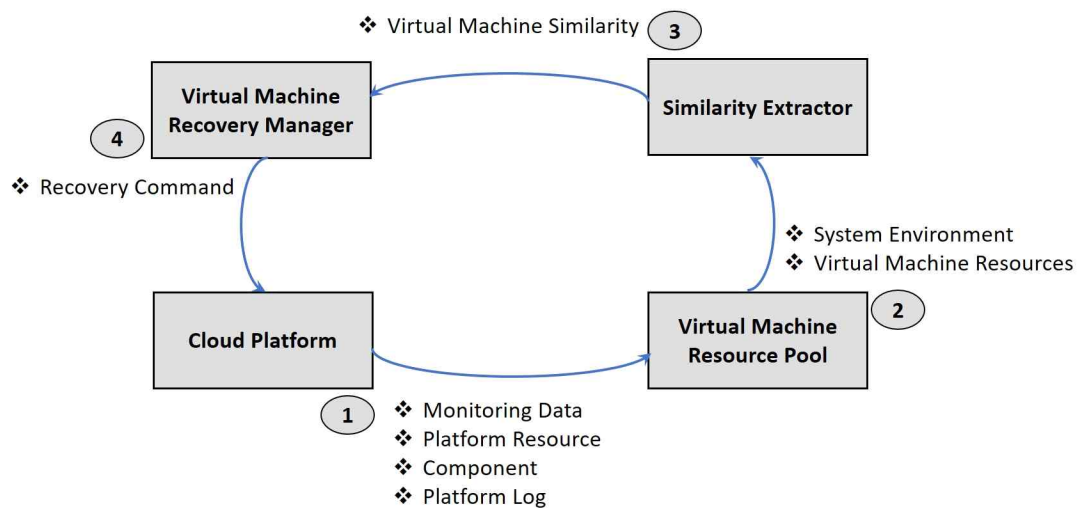 ❖ Virtual Machine Similarity
3
Virtual Machine
Recovery Manager
Similarity Extractor
4
❖ Recovery Command
❖ System Environment
❖ Virtual Machine Resources
Cloud Platform
Virtual Machine
Resource Pool
2
1
❖ Monitoring Data
❖ Platform Resource
❖ Component
❖ Platform Log